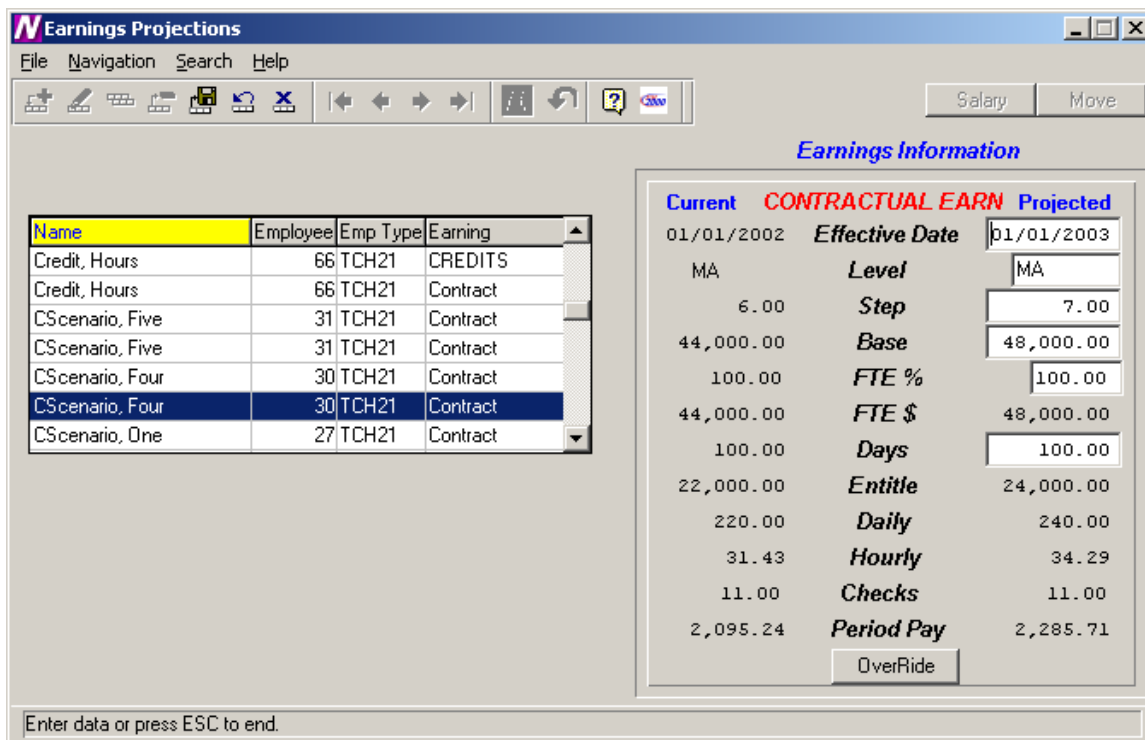 Earnings Projections
File Navigation Search Help
Salary Move
Earnings Information
Current CONTRACTUAL EARN Projected
Name Employee Emp Type Earning
01/01/2002 Effective Date 01/01/2003
Credit, Hours 66 TCH21 CREDITS
MA Level MA
Credit, Hours 66 TCH21 Contract
6.00 Step 7.00
CScenario, Five 31 TCH21 Contract
44,000.00 Base 48,000.00
CScenario, Five 31 TCH21 Contract
100.00 FTE % 100.00
CScenario, Four 30 TCH21 Contract
CScenario, Four 30 TCH21 Contract
44,000.00 FTE $ 48,000.00
CScenario, One 27 TCH21 Contract
100.00 Days 100.00
22,000.00 Entitle 24,000.00
220.00 Daily 240.00
31.43 Hourly 34.29
11.00 Checks 11.00
2,095.24 Period Pay 2,285.71
OverRide
Enter data or press ESC to end.